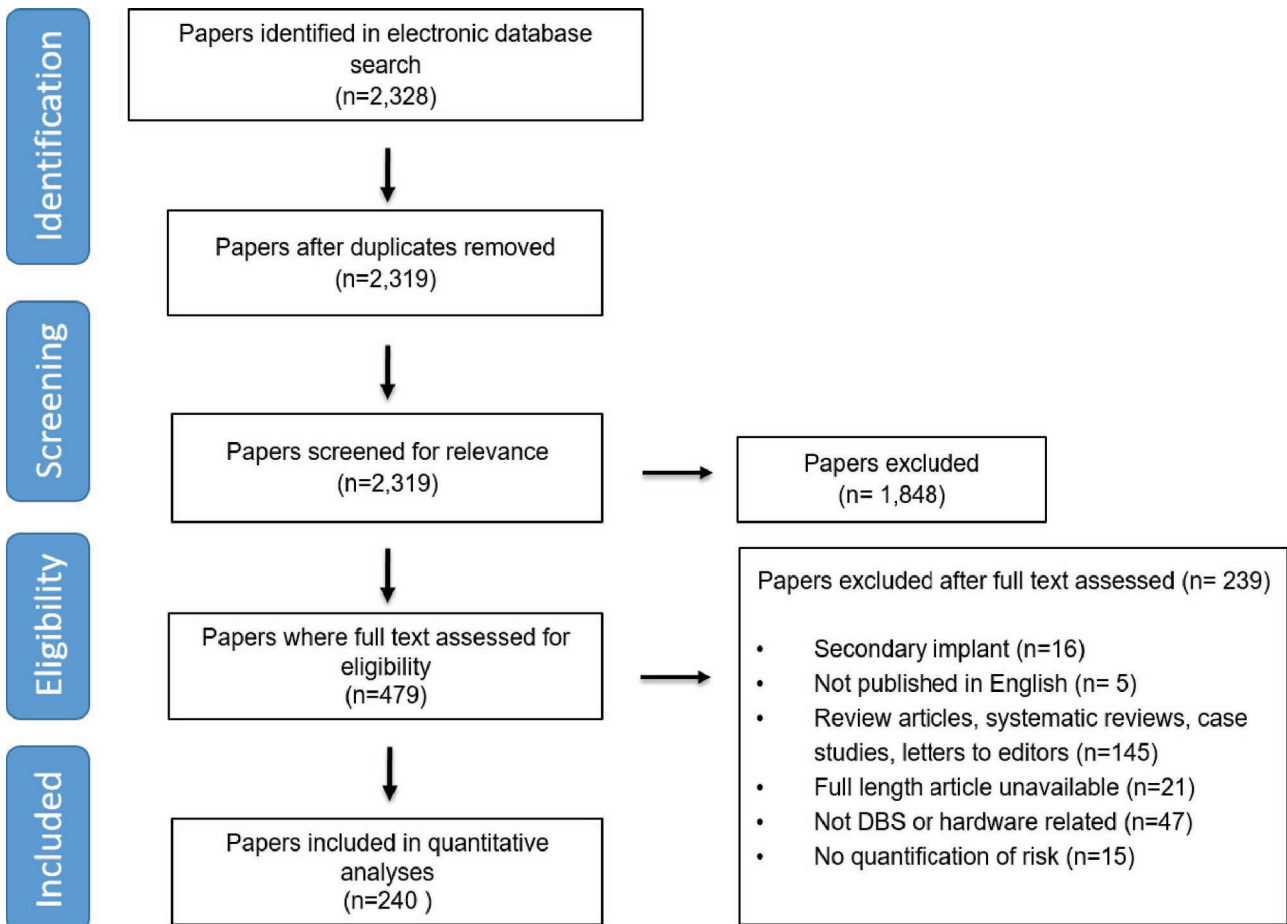 Identification
Papers identified in electronic database
search
(n=2,328)
Papers after duplicates removed
(n=2,319)
Screening
Papers screened for relevance
(n=2,319)
Papers excluded
(n= 1,848)
Eligibility
Papers where full text assessed for
eligibility
(n=479)
Papers excluded after full text assessed (n= 239)
• Secondary implant (n=16)
• Not published in English (n= 5)
• Review articles, systematic reviews, case
studies, letters to editors (n=145)
• Full length article unavailable (n=21)
• Not DBS or hardware related (n=47)
• No quantification of risk (n=15)
Included
Papers included in quantitative
analyses
(n=240 )